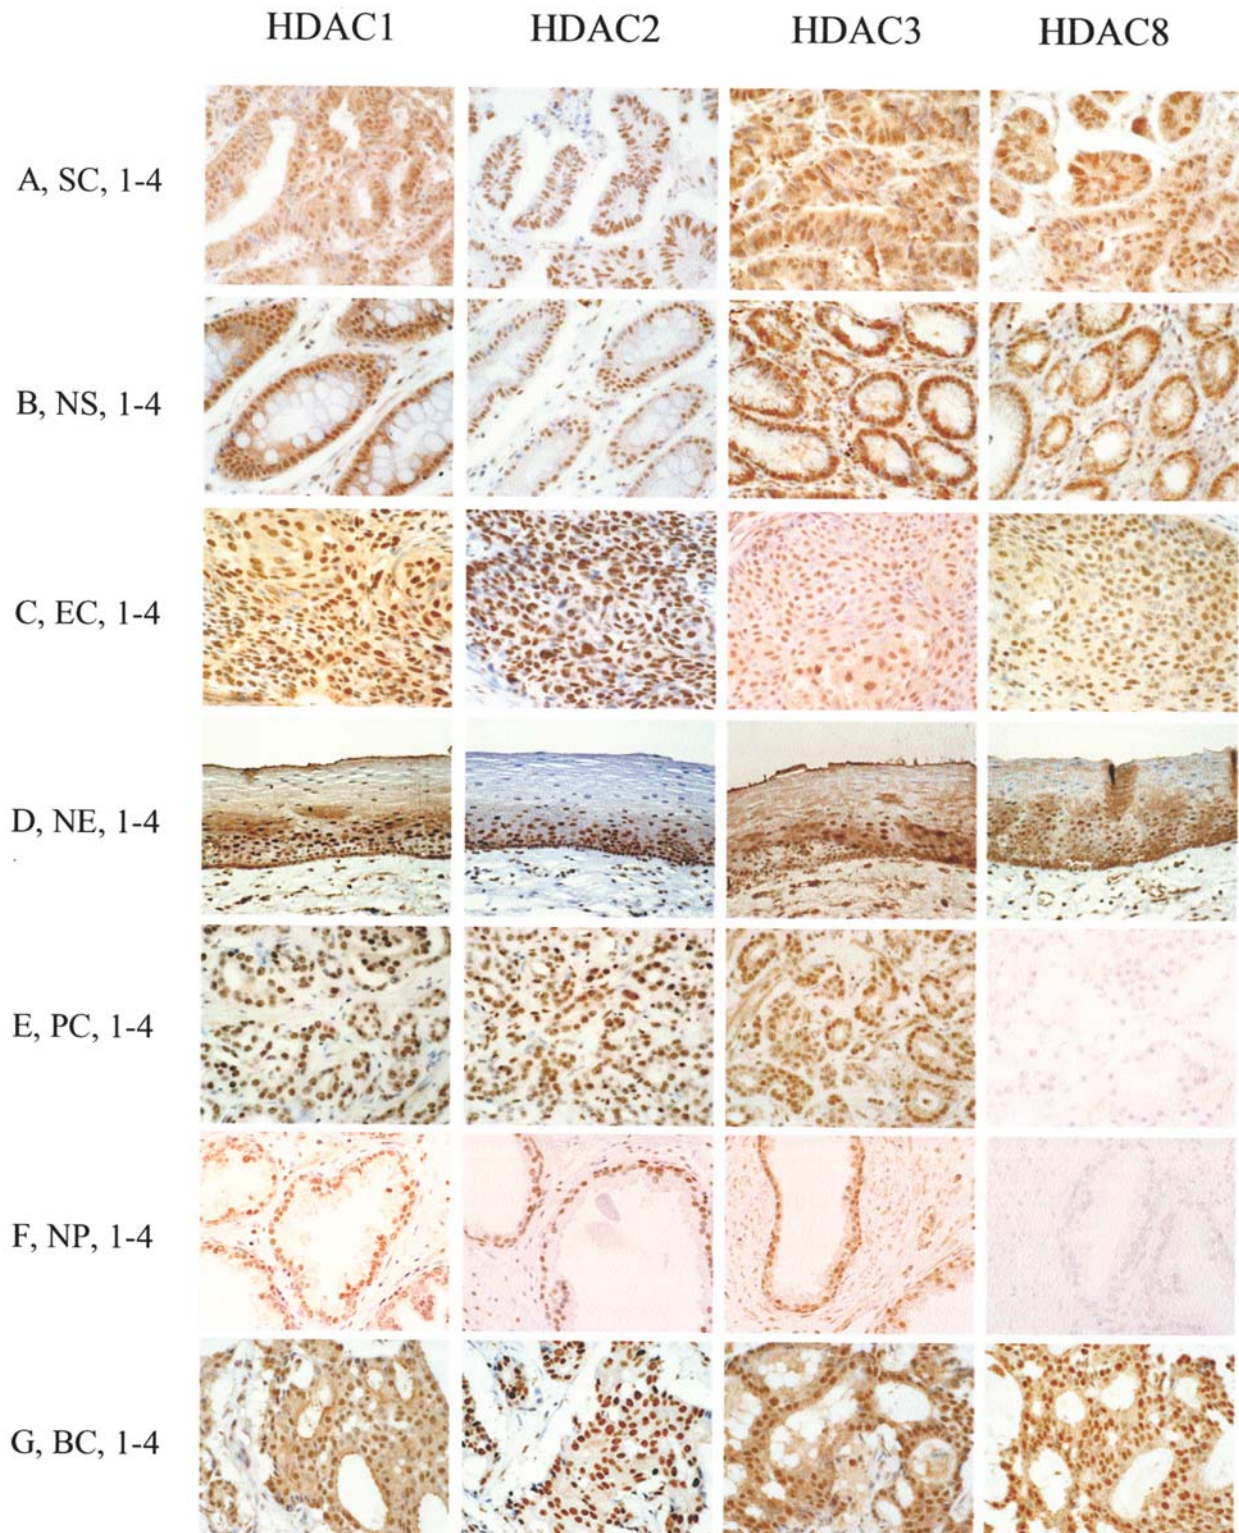 HDAC1 HDAC2 HDAC3 HDAC8
A, SC, 1-4
B, NS, 1-4
C, EC, 1-4
D, NE, 1-4
E, PC, 1-4
F, NP, 1-4
G, BC, 1-4